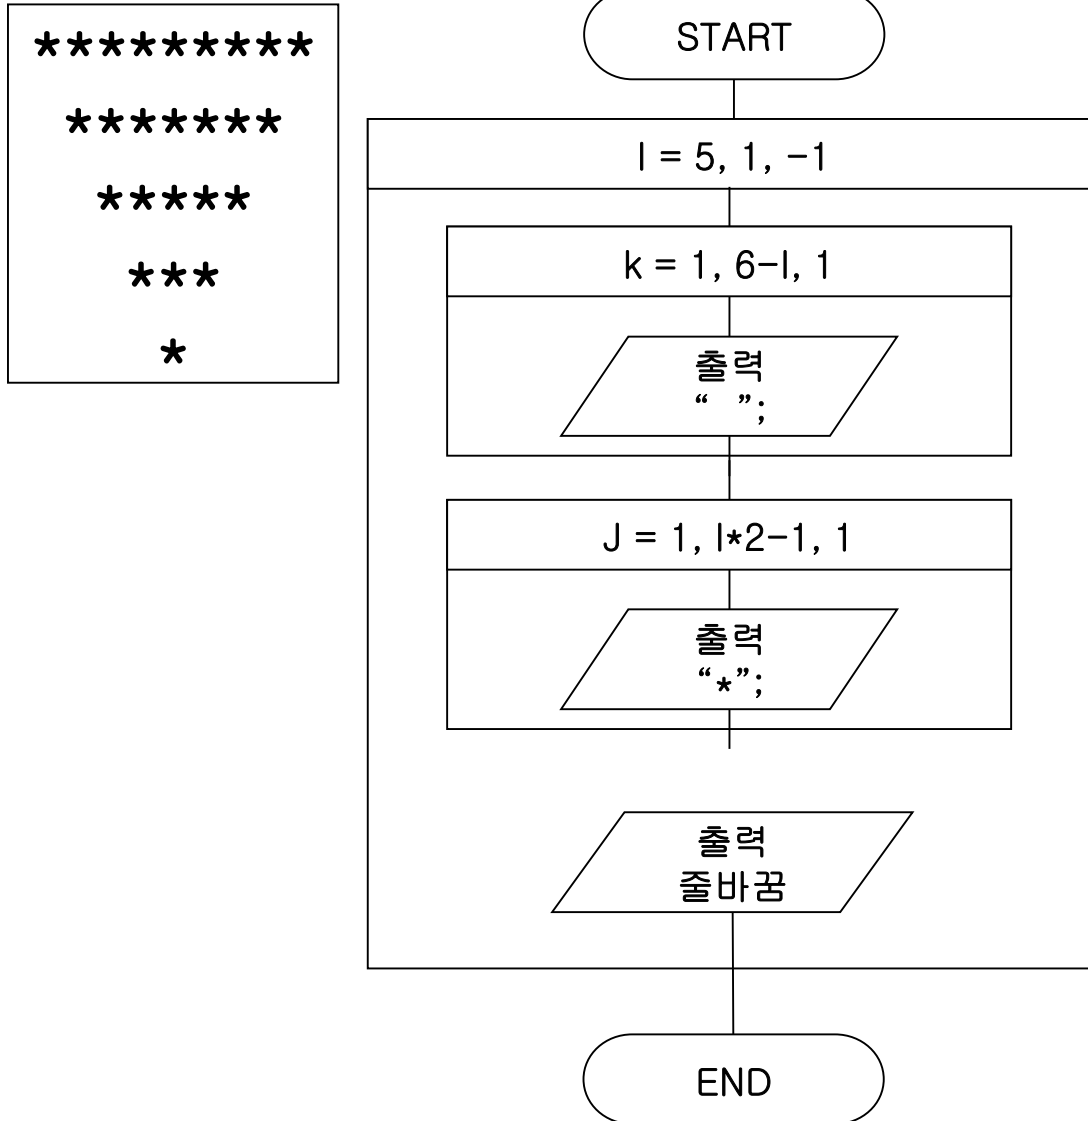 *********
*******
*****
***
*
START
I = 5, 1, -1
k = 1, 6-I, 1
출력
“ ”;
J = 1, I*2-1, 1
출력
“*”;
출력
줄바꿈
END